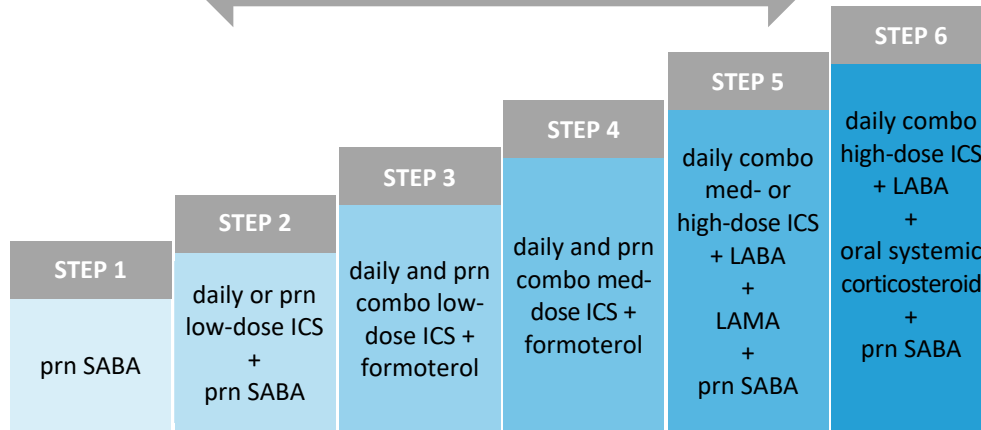 STEP 1
prn SABA
STEP 2
daily or prn
low-dose ICS
+
prn SABA
STEP 3
daily and prn
combo low-
dose ICS +
formoterol
STEP 4
daily and prn
combo med-
dose ICS +
formoterol
STEP 5
daily combo
med- or
high-dose ICS
+ LABA
+
LAMA
+
prn SABA
STEP 6
daily combo
high-dose ICS
+ LABA
+
oral systemic
corticosteroid
+
prn SABA